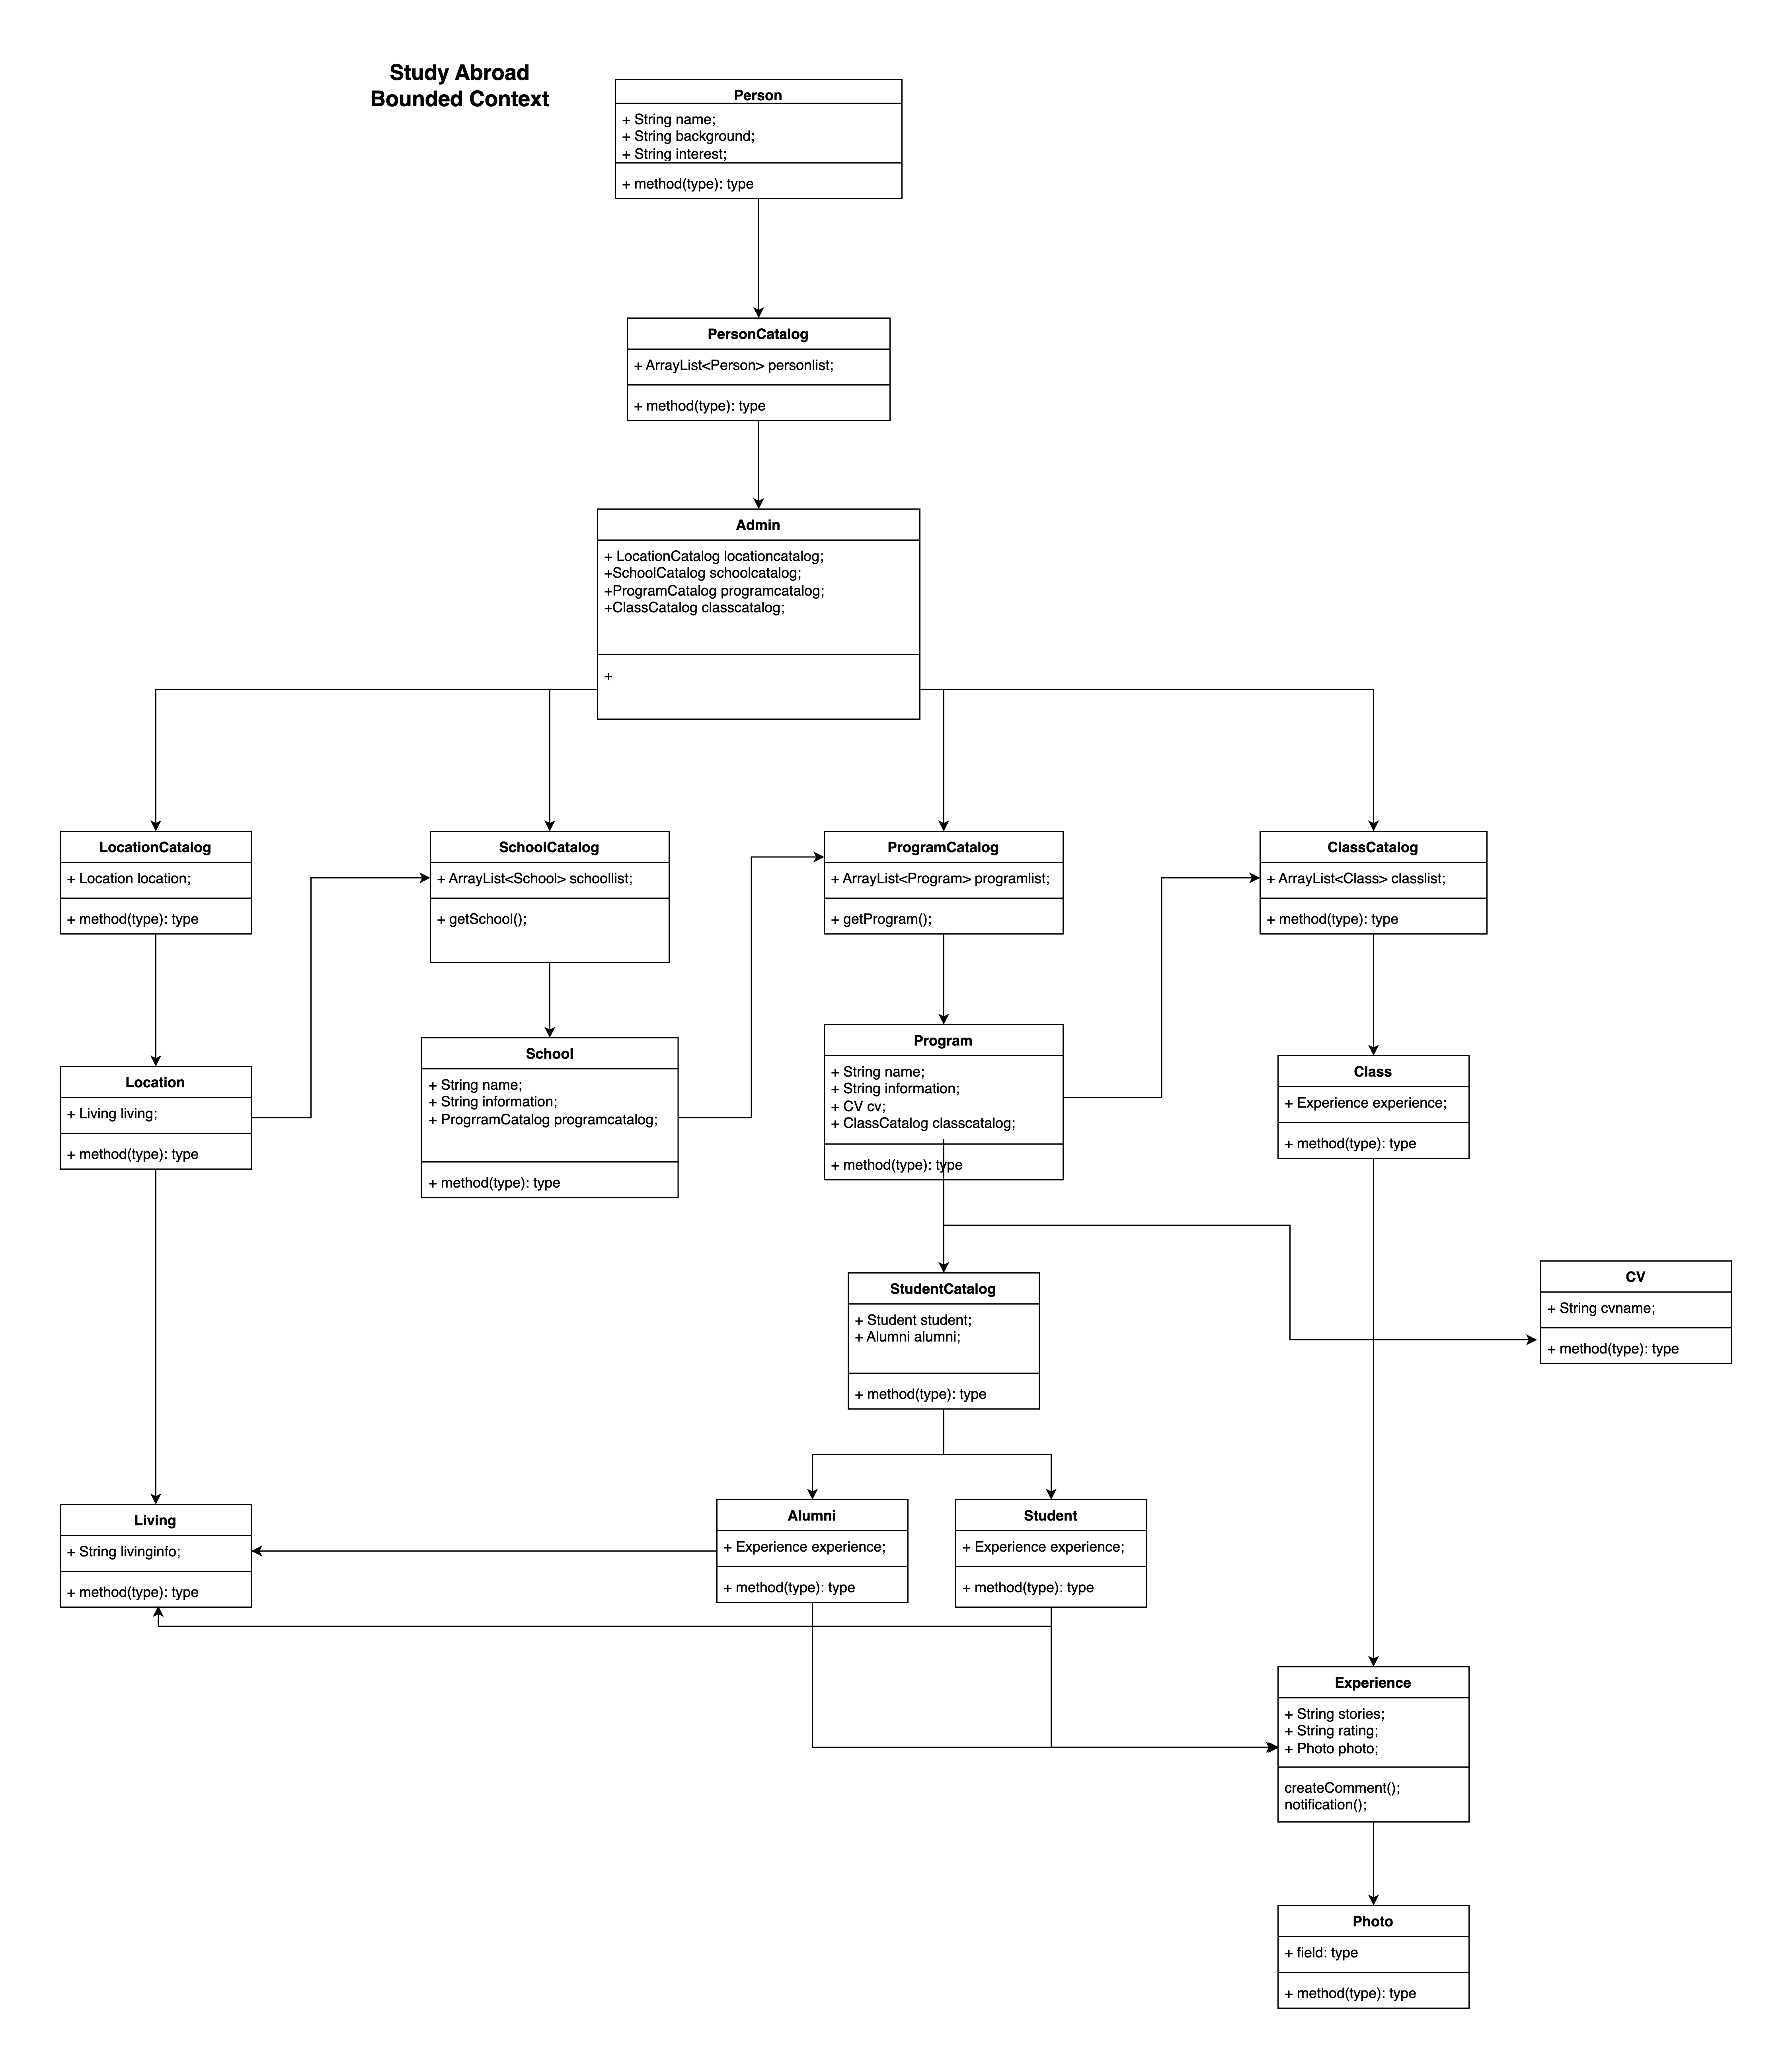 Study Abroad
Bounded Context
Person
+ String name;
+ String background;
+ String interest;
+ method(type): type
PersonCatalog
+ ArrayList<Person> personlist;
+ method(type): type
Admin
+ LocationCatalog locationcatalog;
+SchoolCatalog schoolcatalog;
+ProgramCatalog programcatalog;
+ClassCatalog classcatalog;
+
LocationCatalog
+ Location location;
+ method(type): type
SchoolCatalog
+ ArrayList<School> schoollist;
+ getSchool();
ProgramCatalog
+ ArrayList<Program> programlist;
+ getProgram();
ClassCatalog
+ ArrayList<Class> classlist;
+ method(type): type
Location
+ Living living;
+ method(type): type
School
+ String name;
+ String information;
+ ProgrramCatalog programcatalog;
+ method(type): type
Program
+ String name;
+ String information;
+ CV cv;
+ ClassCatalog classcatalog;
+ method(type): type
Class
+ Experience experience;
+ method(type): type
StudentCatalog
+ Student student;
+ Alumni alumni;
+ method(type): type
CV
+ String cvname;
+ method(type): type
Living
+ String livinginfo;
+ method(type): type
Alumni
+ Experience experience;
+ method(type): type
Student
+ Experience experience;
+ method(type): type
Experience
+ String stories;
+ String rating;
+ Photo photo;
createComment();
notification();
Photo
+ field: type
+ method(type): type